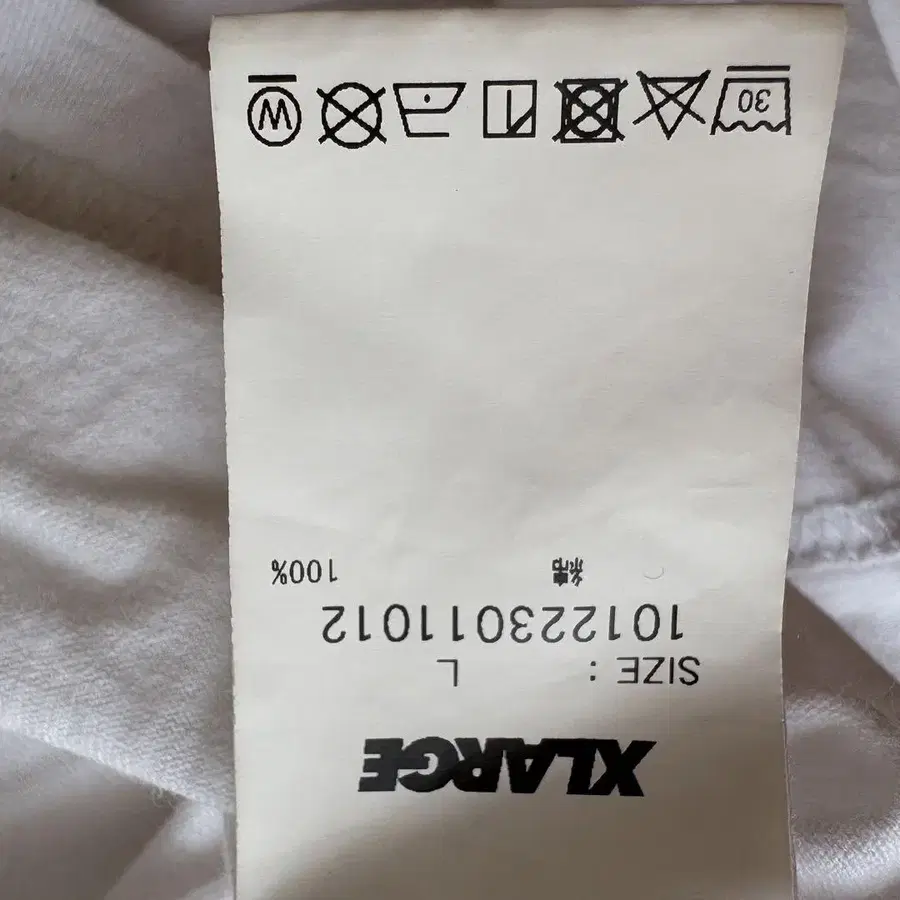 XLARGE
SIZE : L
101223011012
綿 100%
30 W